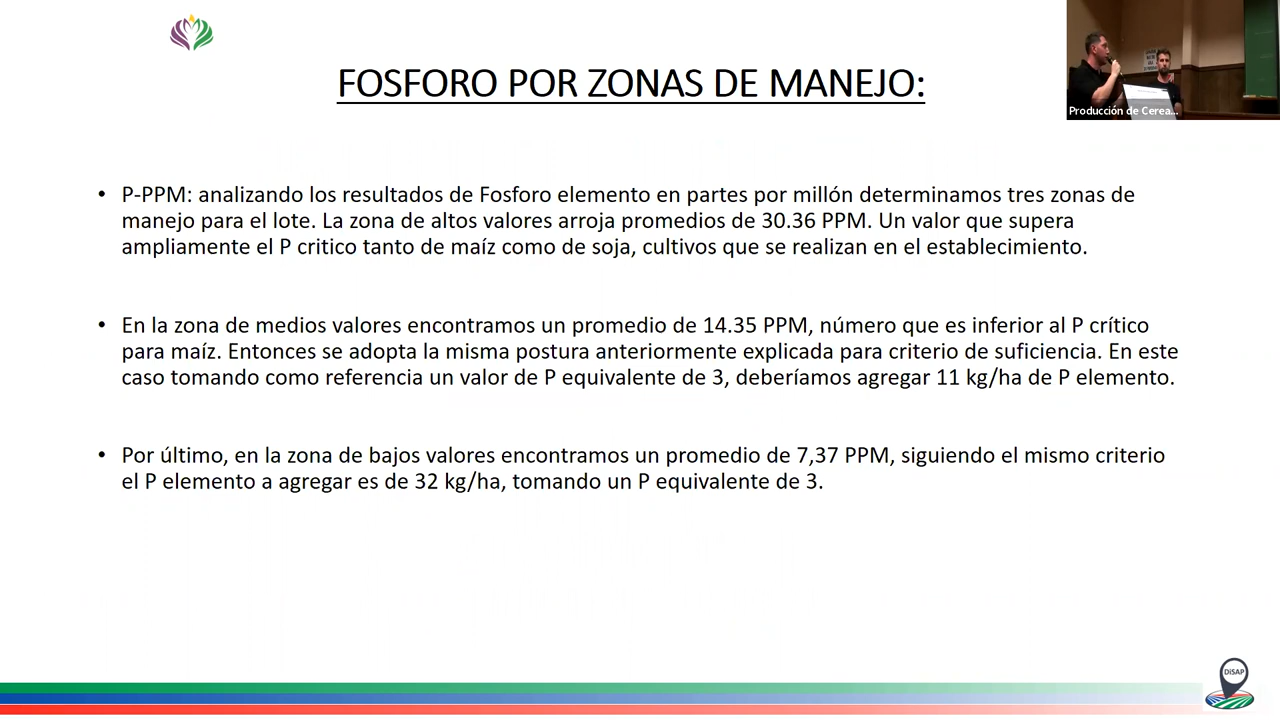 FOSFORO POR ZONAS DE MANEJO:
Producción de Cerea...
• P-PPM: analizando los resultados de Fosforo elemento en partes por millón determinamos tres zonas de
manejo para el lote. La zona de altos valores arroja promedios de 30.36 PPM. Un valor que supera
ampliamente el P critico tanto de maíz como de soja, cultivos que se realizan en el establecimiento.
• En la zona de medios valores encontramos un promedio de 14.35 PPM, número que es inferior al P crítico
para maíz. Entonces se adopta la misma postura anteriormente explicada para criterio de suficiencia. En este
caso tomando como referencia un valor de P equivalente de 3, deberíamos agregar 11 kg/ha de P elemento.
• Por último, en la zona de bajos valores encontramos un promedio de 7,37 PPM, siguiendo el mismo criterio
el P elemento a agregar es de 32 kg/ha, tomando un P equivalente de 3.
DiSAP